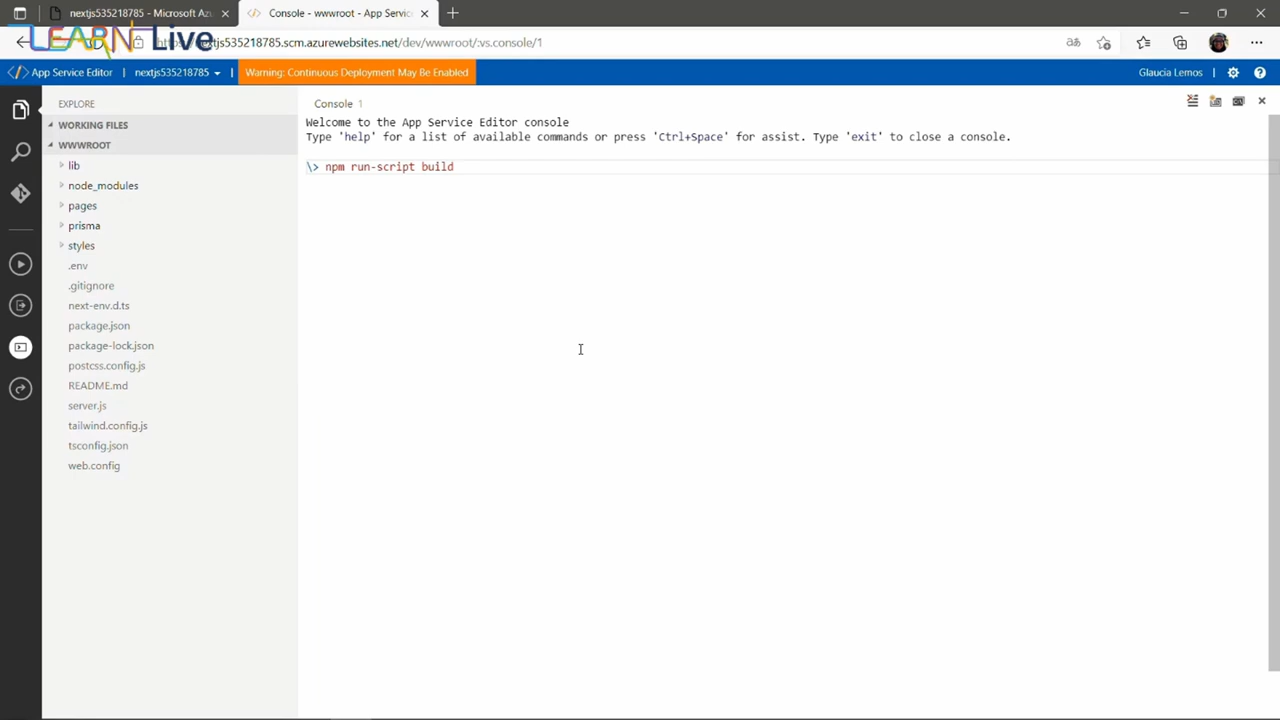 nextjs535218785 - Microsoft Az
Console - wwwroot - App Servic
LEARN Live
nextjs535218785.scm.azurewebsites.net/dev/wwwroot/:vs.console/1
App Service Editor
nextjs535218785
Warning: Continuous Deployment May Be Enabled
Glaucia Lemos
EXPLORE
WORKING FILES
WWWROOT
lib
node_modules
pages
prisma
styles
.env
.gitignore
next-env.d.ts
package.json
package-lock.json
postcss.config.js
README.md
server.js
tailwind.config.js
tsconfig.json
web.config
Console 1
Welcome to the App Service Editor console
Type 'help' for a list of available commands or press 'Ctrl+Space' for assist. Type 'exit' to close a console.
\> npm run-script build